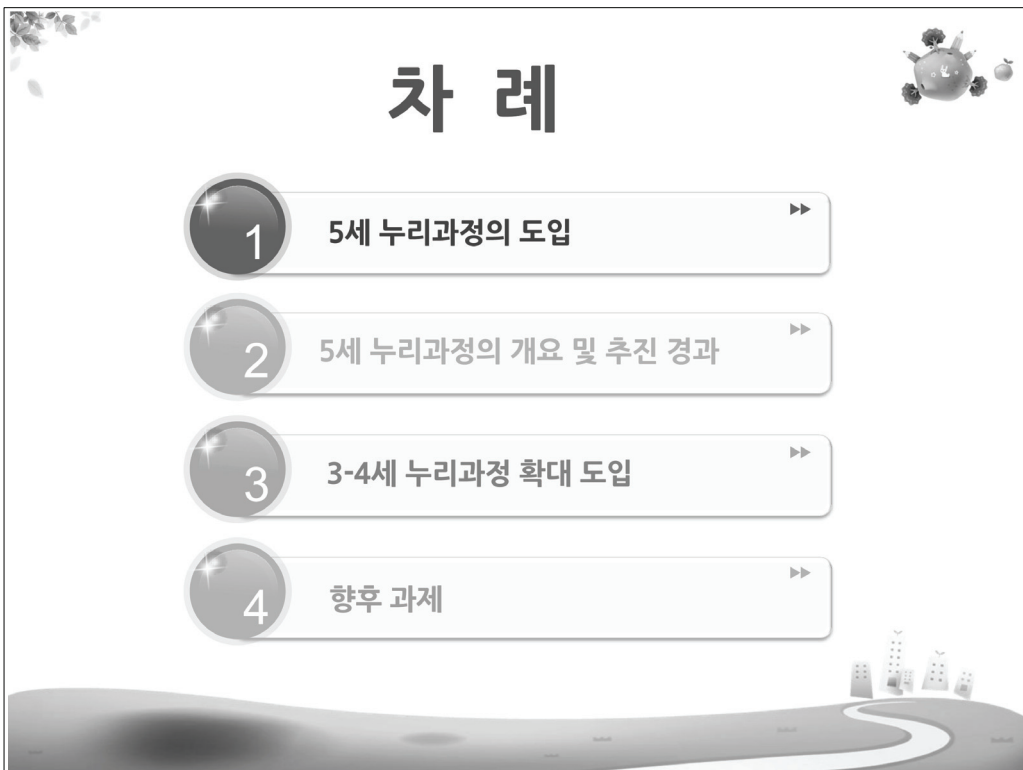 차 례
1
5세 누리과정의 도입
2
5세 누리과정의 개요 및 추진 경과
3
3-4세 누리과정 확대 도입
4
향후 과제